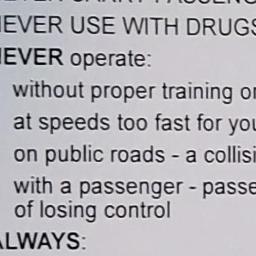 NEVER USE WITH DRUGS
NEVER operate:
without proper training or
at speeds too fast for you
on public roads - a collisi
with a passenger - passe
of losing control
ALWAYS: